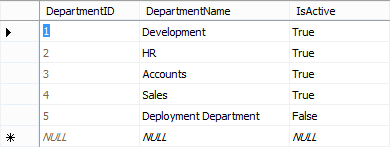 DepartmentID DepartmentName IsActive
1 Development True
2 HR True
3 Accounts True
4 Sales True
5 Deployment Department False
NULL NULL NULL